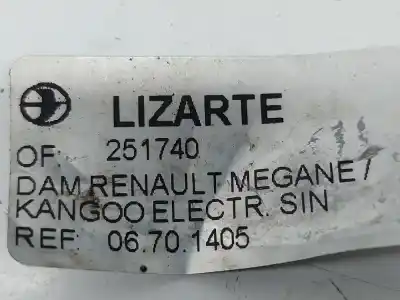 LIZARTE
OF: 251740
DAM RENAULT MEGANE /
KANGOO ELECTR. SIN
REF: 06.70.1405